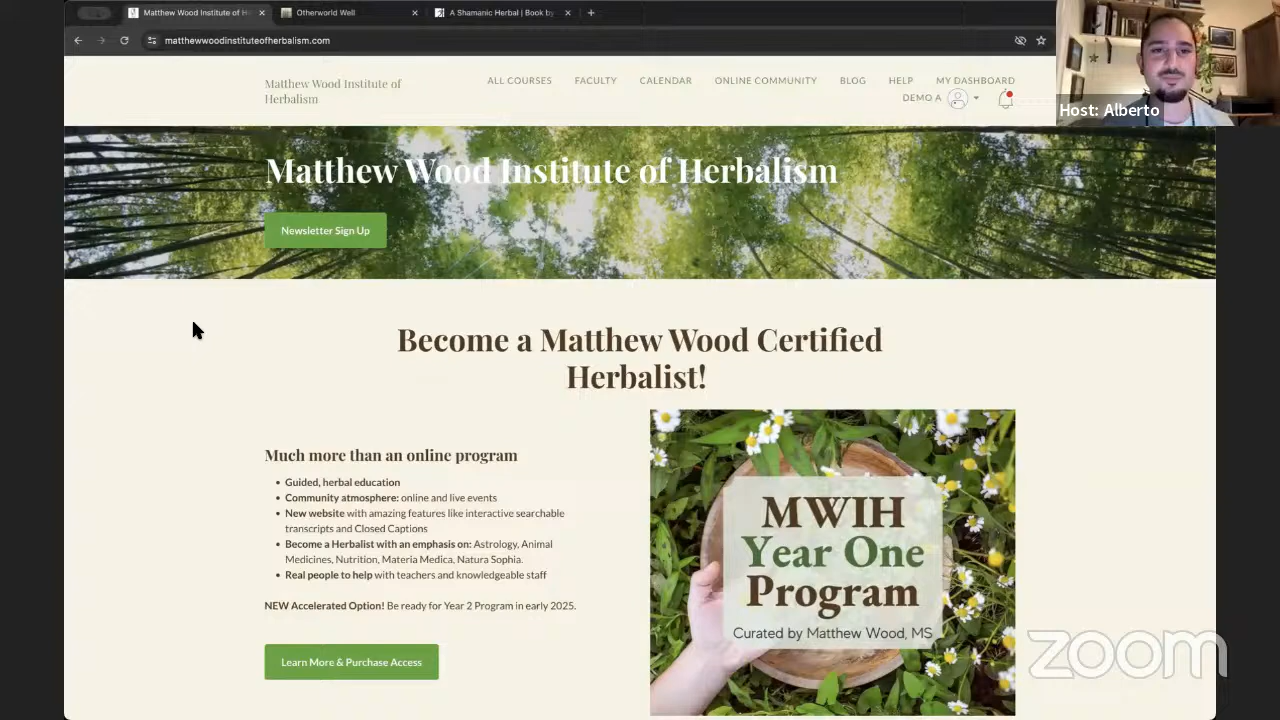 Matthew Wood Institute of H
Otherworld Well
A Shamanic Herbal | Book by
matthewwoodinstituteofherbalism.com
Host: Alberto
Matthew Wood Institute of
Herbalism
ALL COURSES
FACULTY
CALENDAR
ONLINE COMMUNITY
BLOG
HELP
MY DASHBOARD
DEMO A
Matthew Wood Institute of Herbalism
Newsletter Sign Up
Become a Matthew Wood Certified
Herbalist!
Much more than an online program
• Guided, herbal education
• Community atmosphere: online and live events
• New website with amazing features like interactive searchable
transcripts and Closed Captions
• Become a Herbalist with an emphasis on: Astrology, Animal
Medicines, Nutrition, Materia Medica, Natura Sophia.
• Real people to help with teachers and knowledgeable staff
NEW Accelerated Option! Be ready for Year 2 Program in early 2025.
Learn More & Purchase Access
MWIH
Year One
Program
Curated by Matthew Wood, MS
zoom